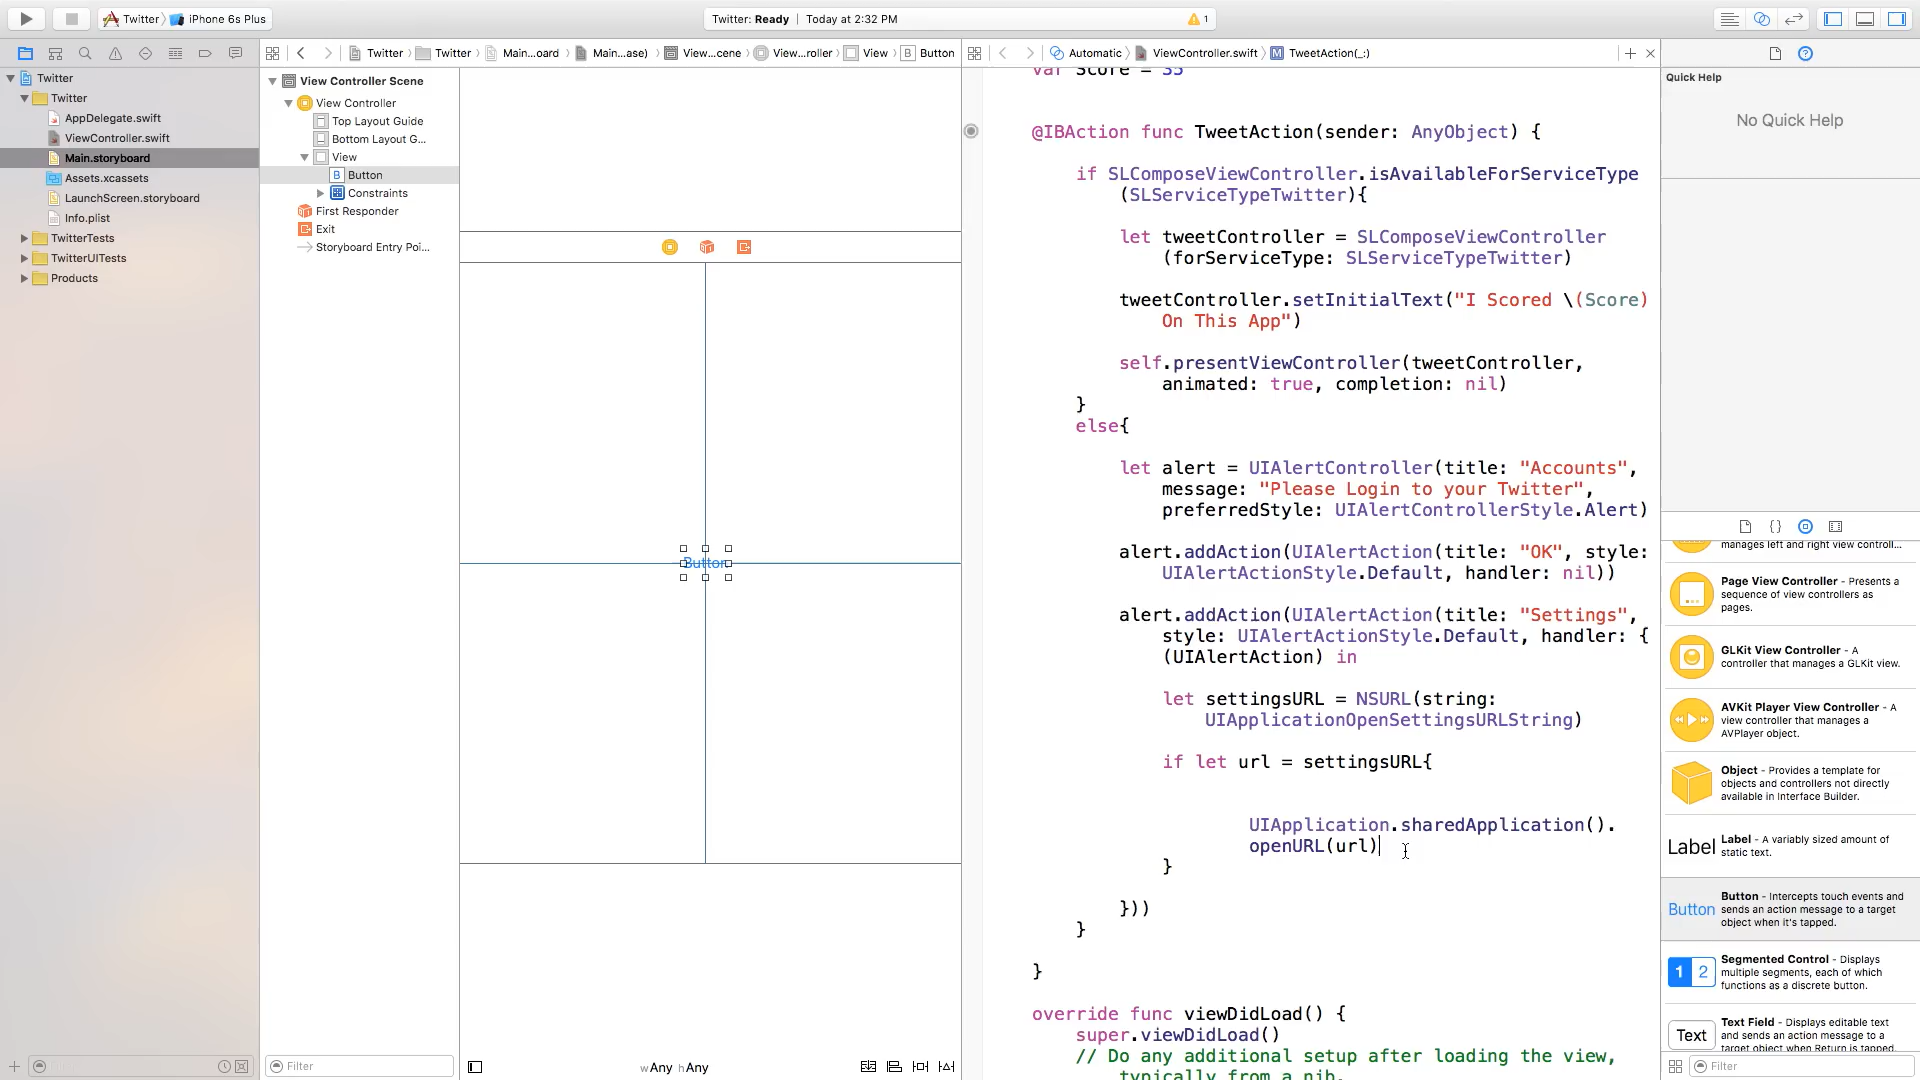 Twitter
iPhone 6s Plus
Twitter: Ready
Today at 2:32 PM
1
Twitter
Twitter
Main...oard
Main...ase)
View...cene
View...roller
View
B
Button
Automatic
ViewController.swift
M
TweetAction(_:)
Twitter
Twitter
AppDelegate.swift
ViewController.swift
Main.storyboard
Assets.xcassets
LaunchScreen.storyboard
Info.plist
TwitterTests
TwitterUITests
Products
Filter
View Controller Scene
View Controller
Top Layout Guide
Bottom Layout G...
View
B Button
Constraints
First Responder
Exit
Storyboard Entry Poi...
Filter
Button
wAny hAny
var Score = 35
@IBAction func TweetAction(sender: AnyObject) {
if SLComposeViewController.isAvailableForServiceType
(SLServiceTypeTwitter){
let tweetController = SLComposeViewController
(forServiceType: SLServiceTypeTwitter)
tweetController.setInitialText("I Scored \(Score)
On This App")
self.presentViewController(tweetController,
animated: true, completion: nil)
}
else{
let alert = UIAlertController(title: "Accounts",
message: "Please Login to your Twitter",
preferredStyle: UIAlertControllerStyle.Alert)
alert.addAction(UIAlertAction(title: "OK", style:
UIAlertActionStyle.Default, handler: nil))
alert.addAction(UIAlertAction(title: "Settings",
style: UIAlertActionStyle.Default, handler: {
(UIAlertAction) in
let settingsURL = NSURL(string:
UIApplicationOpenSettingsURLString)
if let url = settingsURL{
UIApplication.sharedApplication().
openURL(url)
}
}))
}
}
override func viewDidLoad() {
super.viewDidLoad()
// Do any additional setup after loading the view,
typically from a nib.
Quick Help
No Quick Help
manages left and right view controll...
Page View Controller - Presents a
sequence of view controllers as
pages.
GLKit View Controller - A
controller that manages a GLKit view.
AVKit Player View Controller - A
view controller that manages a
AVPlayer object.
Object - Provides a template for
objects and controllers not directly
available in Interface Builder.
Label
Label - A variably sized amount of
static text.
Button
Button - Intercepts touch events and
sends an action message to a target
object when it's tapped.
1 2
Segmented Control - Displays
multiple segments, each of which
functions as a discrete button.
Text
Text Field - Displays editable text
and sends an action message to a
target object when Return is tapped.
Filter